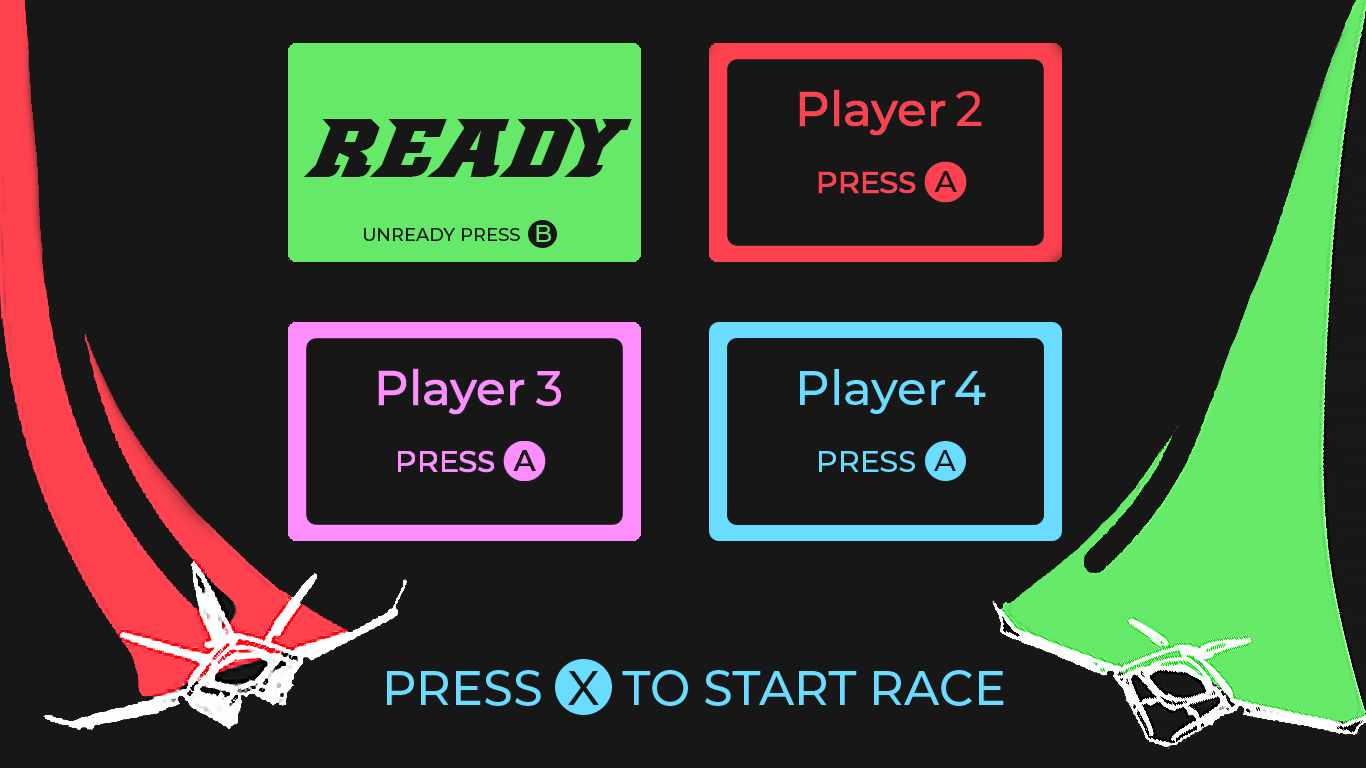 READY
UNREADY PRESS B
Player 2
PRESS A
Player 3
PRESS A
Player 4
PRESS A
PRESS X TO START RACE